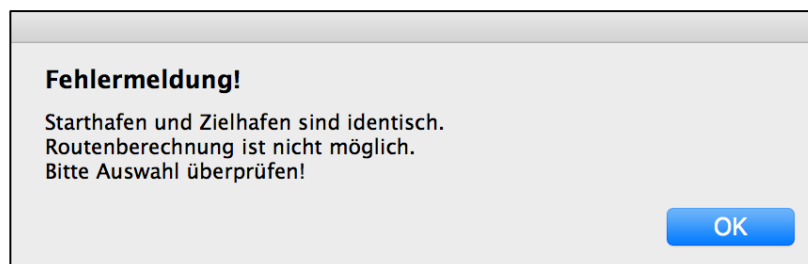 Fehlermeldung!
Starthafen und Zielhafen sind identisch.
Routenberechnung ist nicht möglich.
Bitte Auswahl überprüfen!
OK